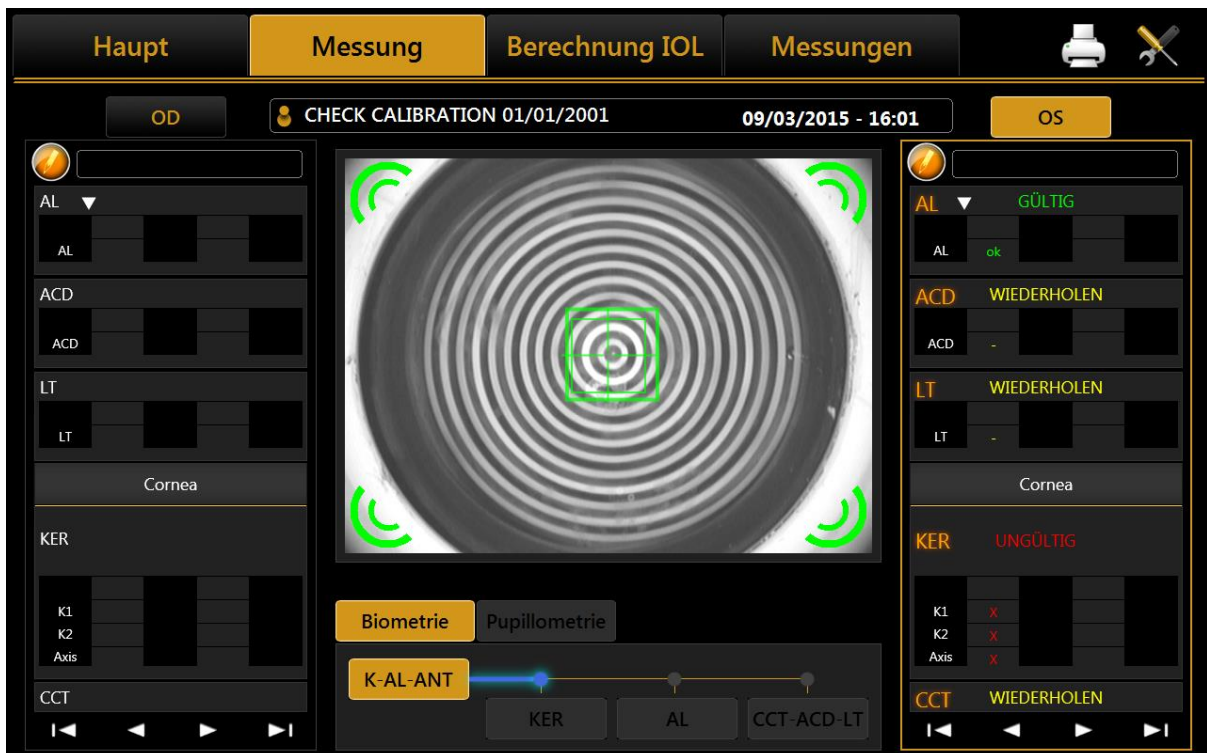 Haupt
Messung
Berechnung IOL
Messungen
OD
CHECK CALIBRATION 01/01/2001
09/03/2015 - 16:01
OS
AL
AL
ACD
ACD
LT
LT
Cornea
KER
K1
K2
Axis
CCT
Biometrie
Pupillometrie
K-AL-ANT
KER
AL
CCT-ACD-LT
AL GÜLTIG
AL ok
ACD WIEDERHOLEN
ACD -
LT WIEDERHOLEN
LT -
Cornea
KER UNGÜLTIG
K1 X
K2 X
Axis X
CCT WIEDERHOLEN